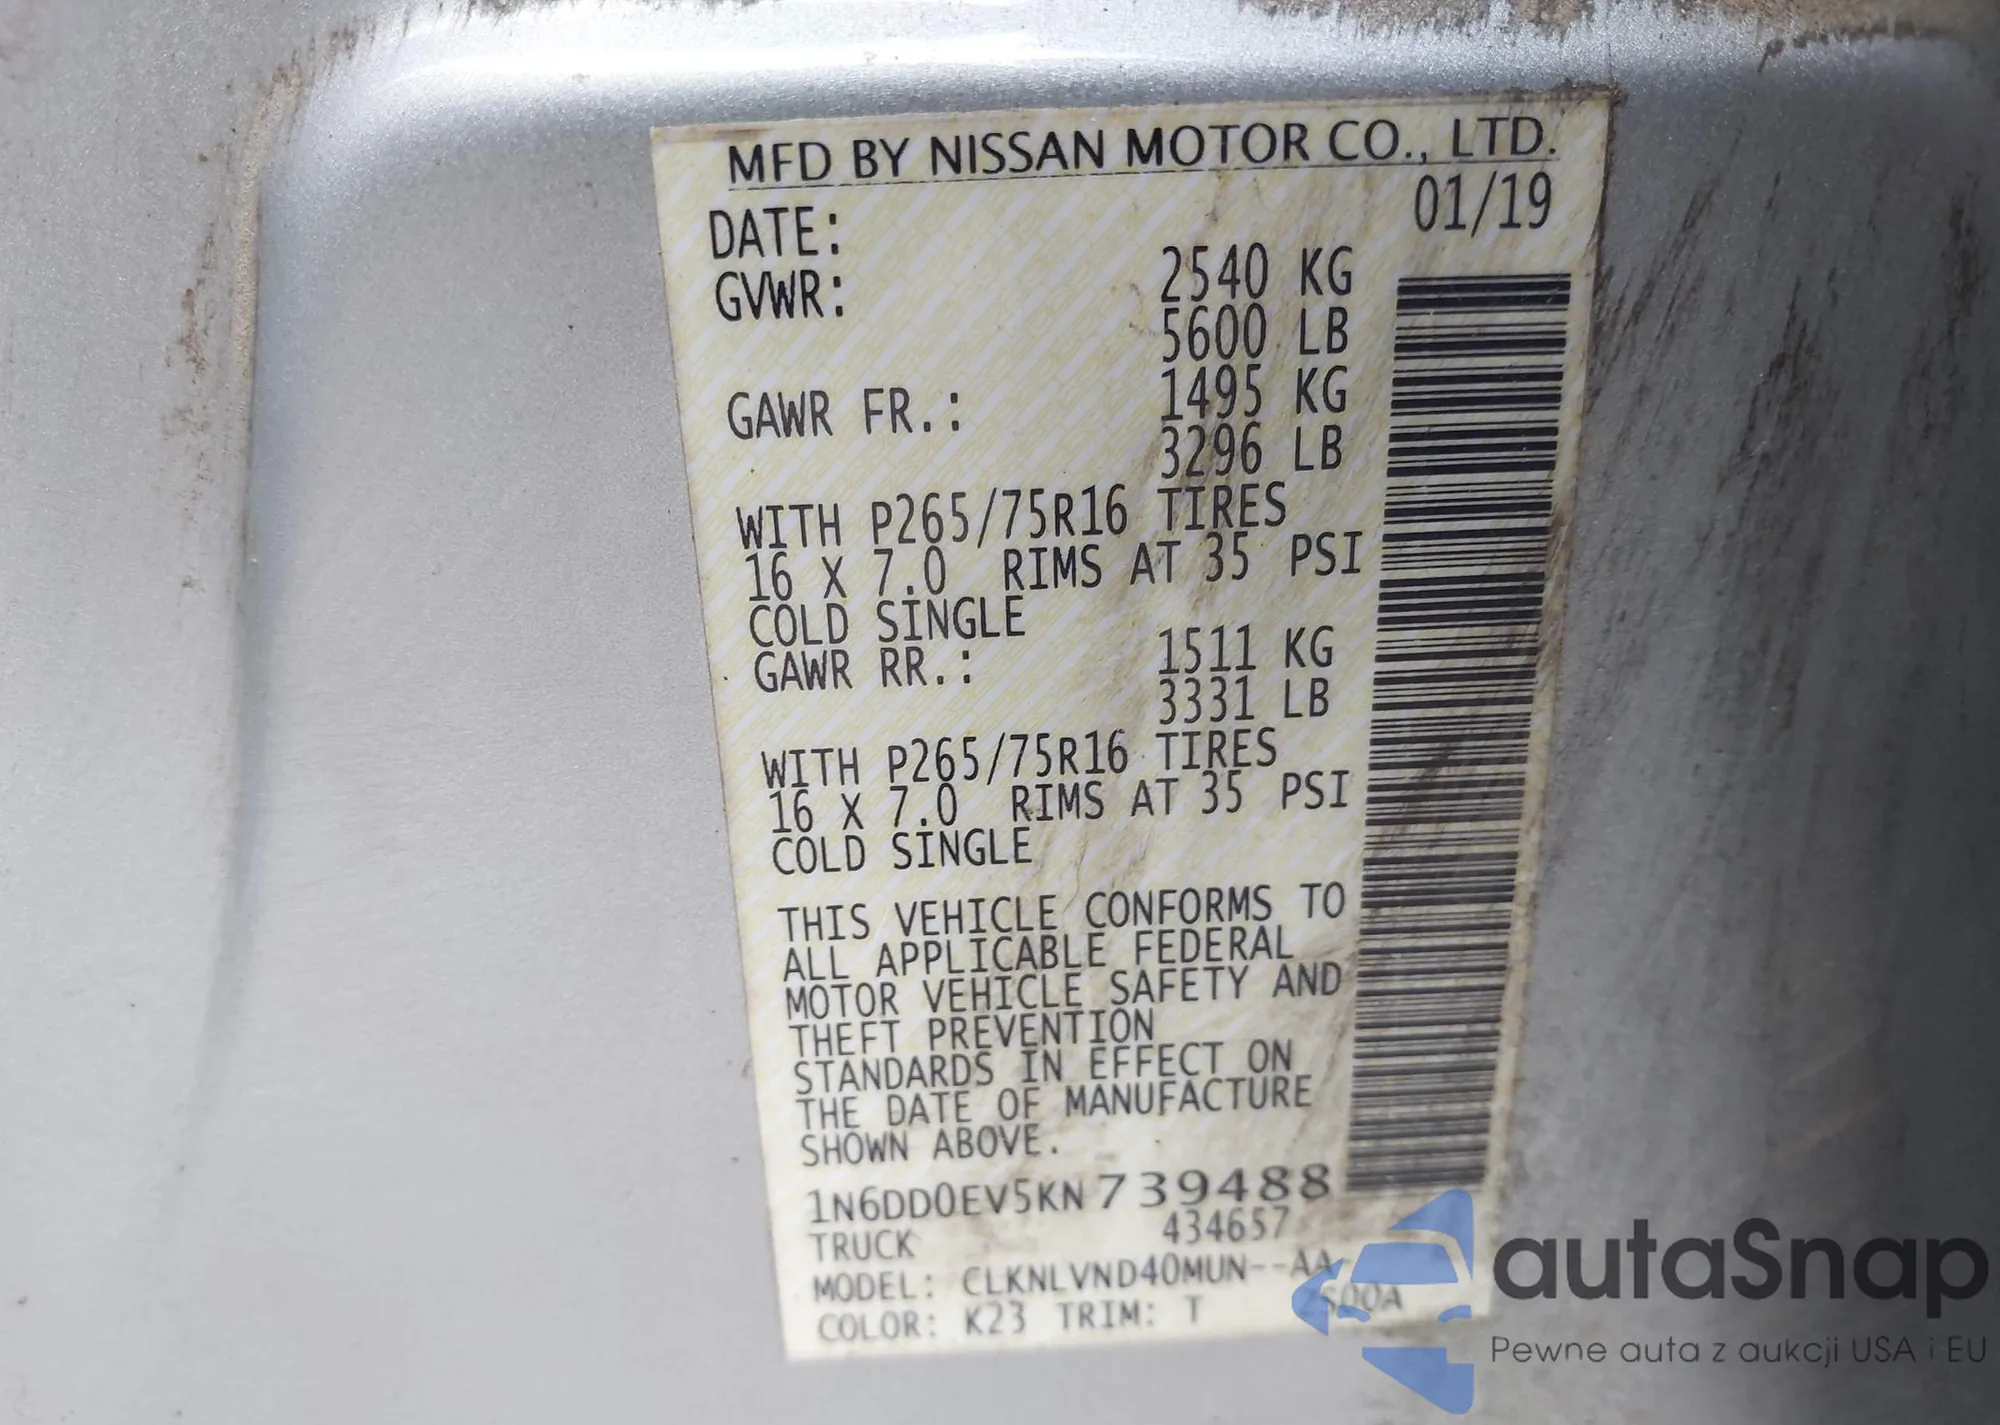 MFD BY NISSAN MOTOR CO., LTD.
DATE: 01/19
GVWR: 2540 KG
5600 LB
GAWR FR.: 1495 KG
3296 LB
WITH P265/75R16 TIRES
16 X 7.0 RIMS AT 35 PSI
COLD SINGLE
GAWR RR.: 1511 KG
3331 LB
WITH P265/75R16 TIRES
16 X 7.0 RIMS AT 35 PSI
COLD SINGLE
THIS VEHICLE CONFORMS TO
ALL APPLICABLE FEDERAL
MOTOR VEHICLE SAFETY AND
THEFT PREVENTION
STANDARDS IN EFFECT ON
THE DATE OF MANUFACTURE
SHOWN ABOVE.
1N6DD0EV5KN739488
TRUCK 434657
MODEL: CLKNLVND40MUN--AA
COLOR: K23 TRIM: T
autaSnap
Pewne auta z aukcji USA i EU